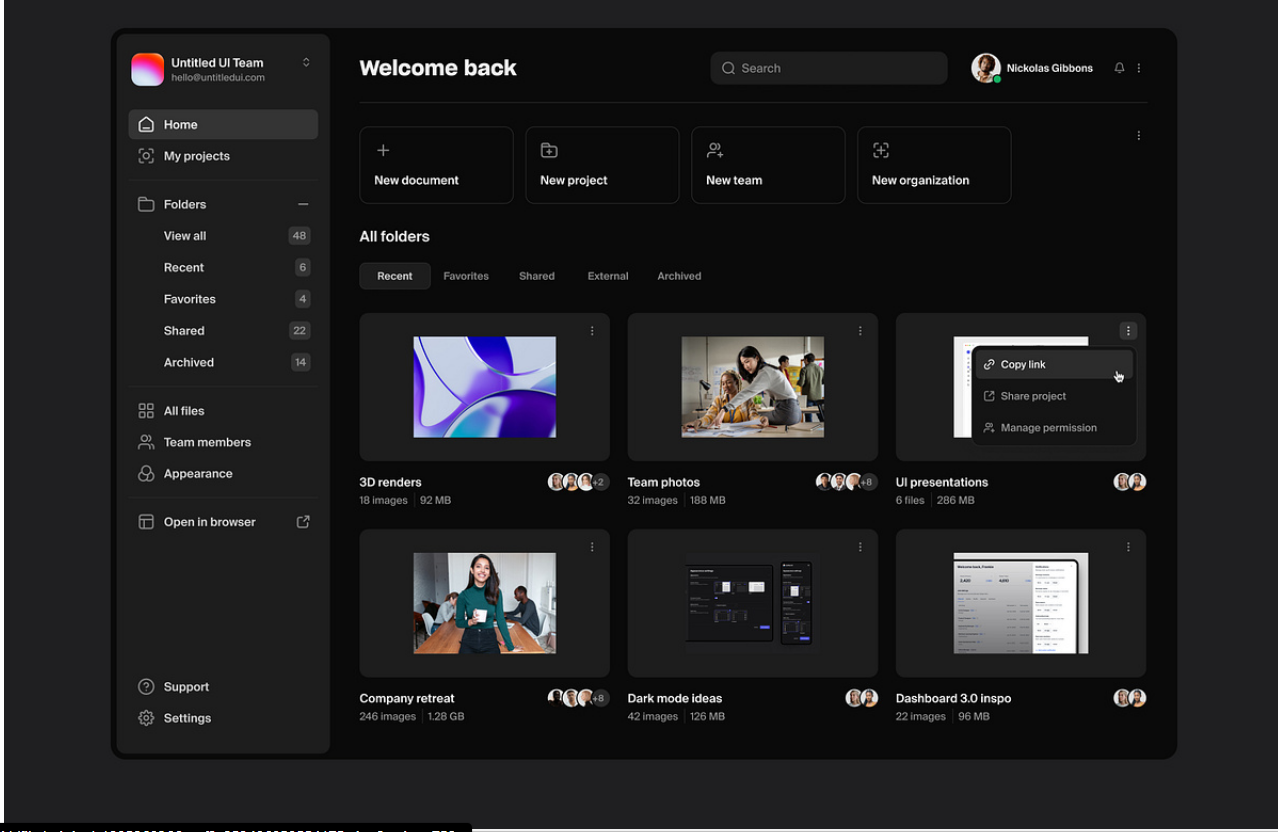 Untitled UI Team
hello@untitledui.com
Home
My projects
Folders
View all 48
Recent 6
Favorites 4
Shared 22
Archived 14
All files
Team members
Appearance
Open in browser
Support
Settings
Welcome back
Search
Nickolas Gibbons
New document
New project
New team
New organization
All folders
Recent Favorites Shared External Archived
Copy link
Share project
Manage permission
3D renders +2
18 images 92 MB
Team photos +8
32 images 188 MB
UI presentations
6 files 286 MB
Company retreat +8
246 images 1.28 GB
Dark mode ideas
42 images 126 MB
Dashboard 3.0 inspo
22 images 96 MB